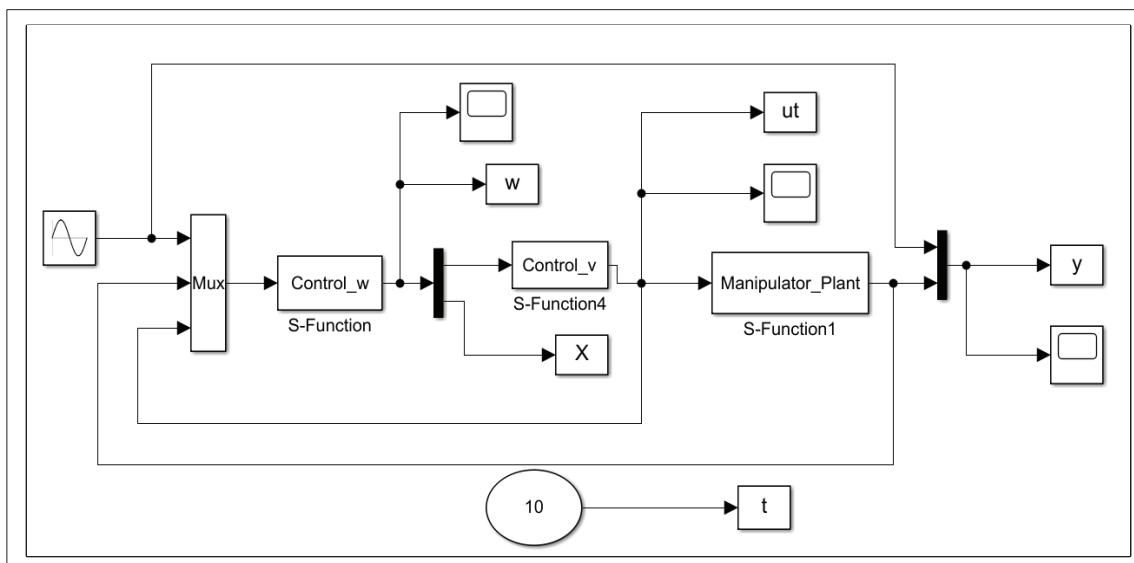 ut
w
Mux
Control_w
S-Function
Control_v
S-Function4
X
Manipulator_Plant
S-Function1
y
10
t